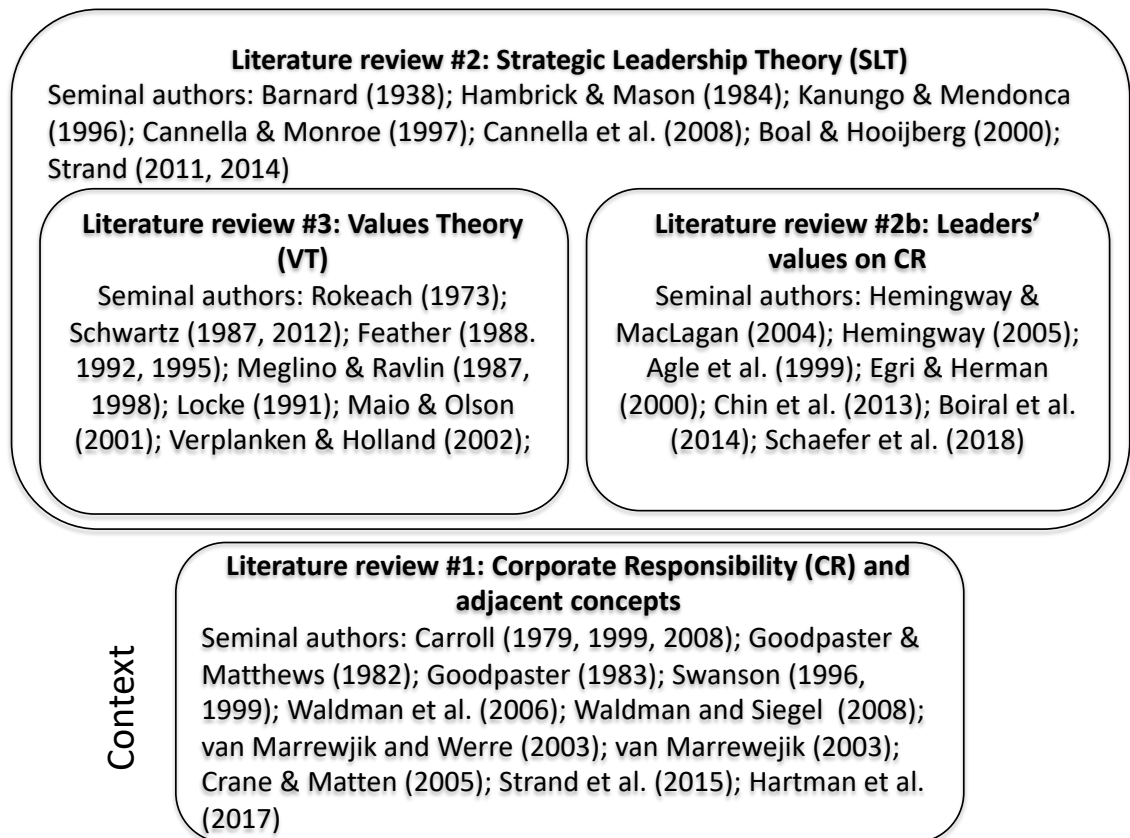 Literature review #2: Strategic Leadership Theory (SLT)
Seminal authors: Barnard (1938); Hambrick & Mason (1984); Kanungo & Mendonca
(1996); Cannella & Monroe (1997); Cannella et al. (2008); Boal & Hooijberg (2000);
Strand (2011, 2014)
Literature review #3: Values Theory
(VT)
Seminal authors: Rokeach (1973);
Schwartz (1987, 2012); Feather (1988.
1992, 1995); Meglino & Ravlin (1987,
1998); Locke (1991); Maio & Olson
(2001); Verplanken & Holland (2002);
Literature review #2b: Leaders’
values on CR
Seminal authors: Hemingway &
MacLagan (2004); Hemingway (2005);
Agle et al. (1999); Egri & Herman
(2000); Chin et al. (2013); Boiral et al.
(2014); Schaefer et al. (2018)
Context
Literature review #1: Corporate Responsibility (CR) and
adjacent concepts
Seminal authors: Carroll (1979, 1999, 2008); Goodpaster &
Matthews (1982); Goodpaster (1983); Swanson (1996,
1999); Waldman et al. (2006); Waldman and Siegel (2008);
van Marrewjik and Werre (2003); van Marrewejik (2003);
Crane & Matten (2005); Strand et al. (2015); Hartman et al.
(2017)